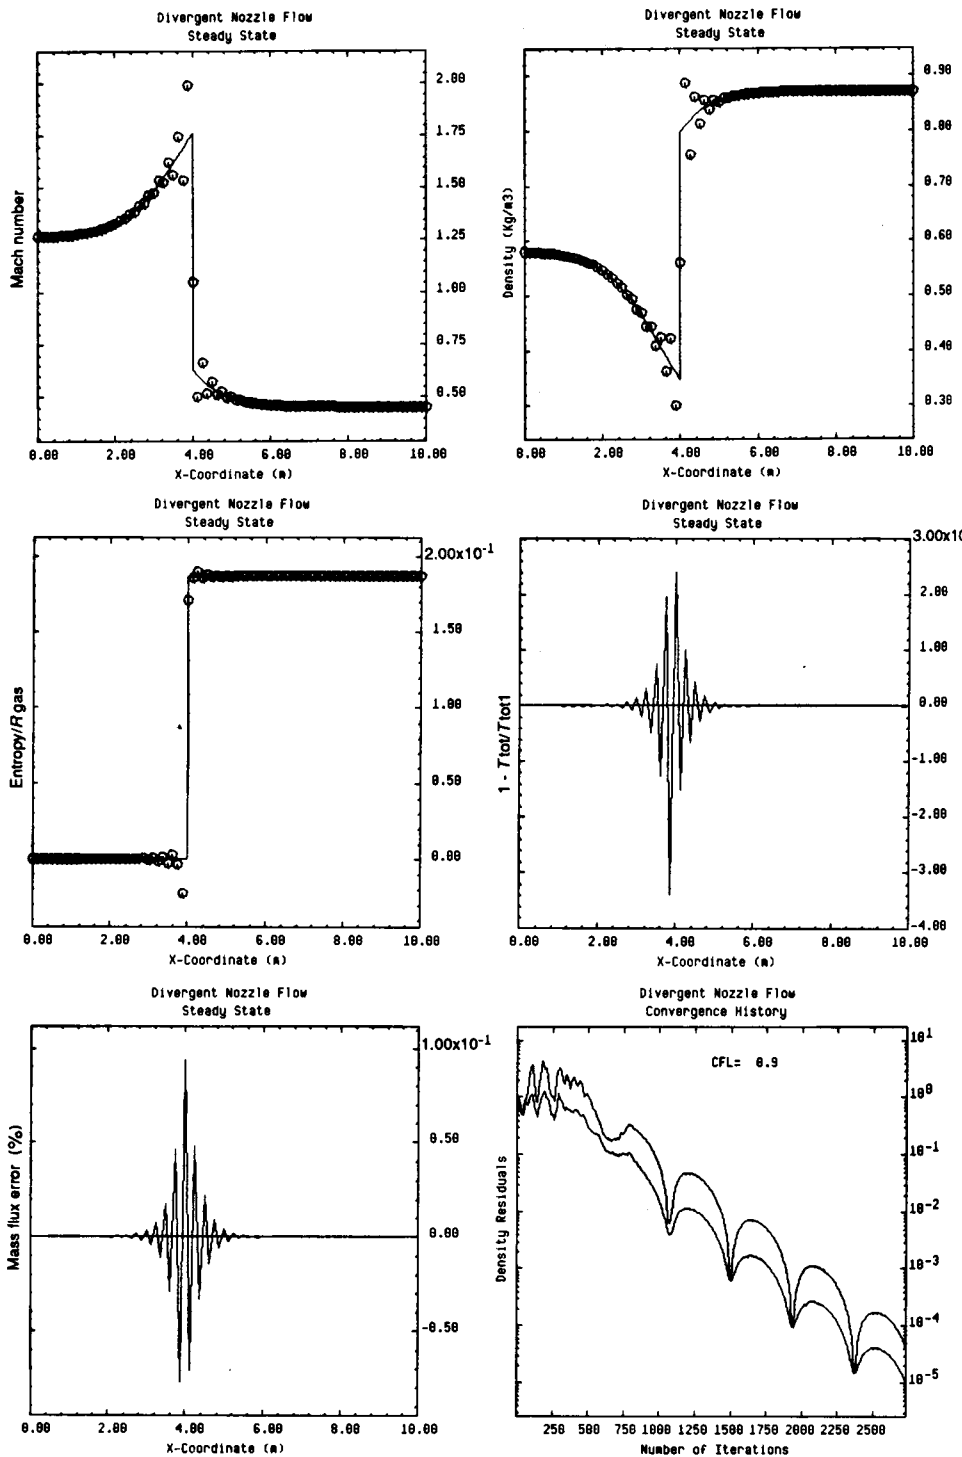 Divergent Nozzle Flow
Steady State
2.00
1.75
1.50
1.25
1.00
0.75
0.50
Mach number
0.00 2.00 4.00 6.00 8.00 10.00
X-Coordinate (m)
Divergent Nozzle Flow
Steady State
0.90
0.80
0.70
0.60
0.50
0.40
0.30
Density (Kg/m3)
0.00 2.00 4.00 6.00 8.00 10.00
X-Coordinate (m)
Divergent Nozzle Flow
Steady State
2.00x10⁻¹
1.50
1.00
0.50
0.00
Entropy/Rgas
0.00 2.00 4.00 6.00 8.00 10.00
X-Coordinate (m)
Divergent Nozzle Flow
Steady State
3.00x10
2.00
1.00
0.00
-1.00
-2.00
-3.00
-4.00
1 - Ttot/Ttot1
0.00 2.00 4.00 6.00 8.00 10.00
X-Coordinate (m)
Divergent Nozzle Flow
Steady State
1.00x10⁻¹
0.50
0.00
-0.50
Mass flux error (%)
0.00 2.00 4.00 6.00 8.00 10.00
X-Coordinate (m)
Divergent Nozzle Flow
Convergence History
CFL= 0.9
10¹
10⁰
10⁻¹
10⁻²
10⁻³
10⁻⁴
10⁻⁵
Density Residuals
250 500 750 1000 1250 1500 1750 2000 2250 2500
Number of Iterations